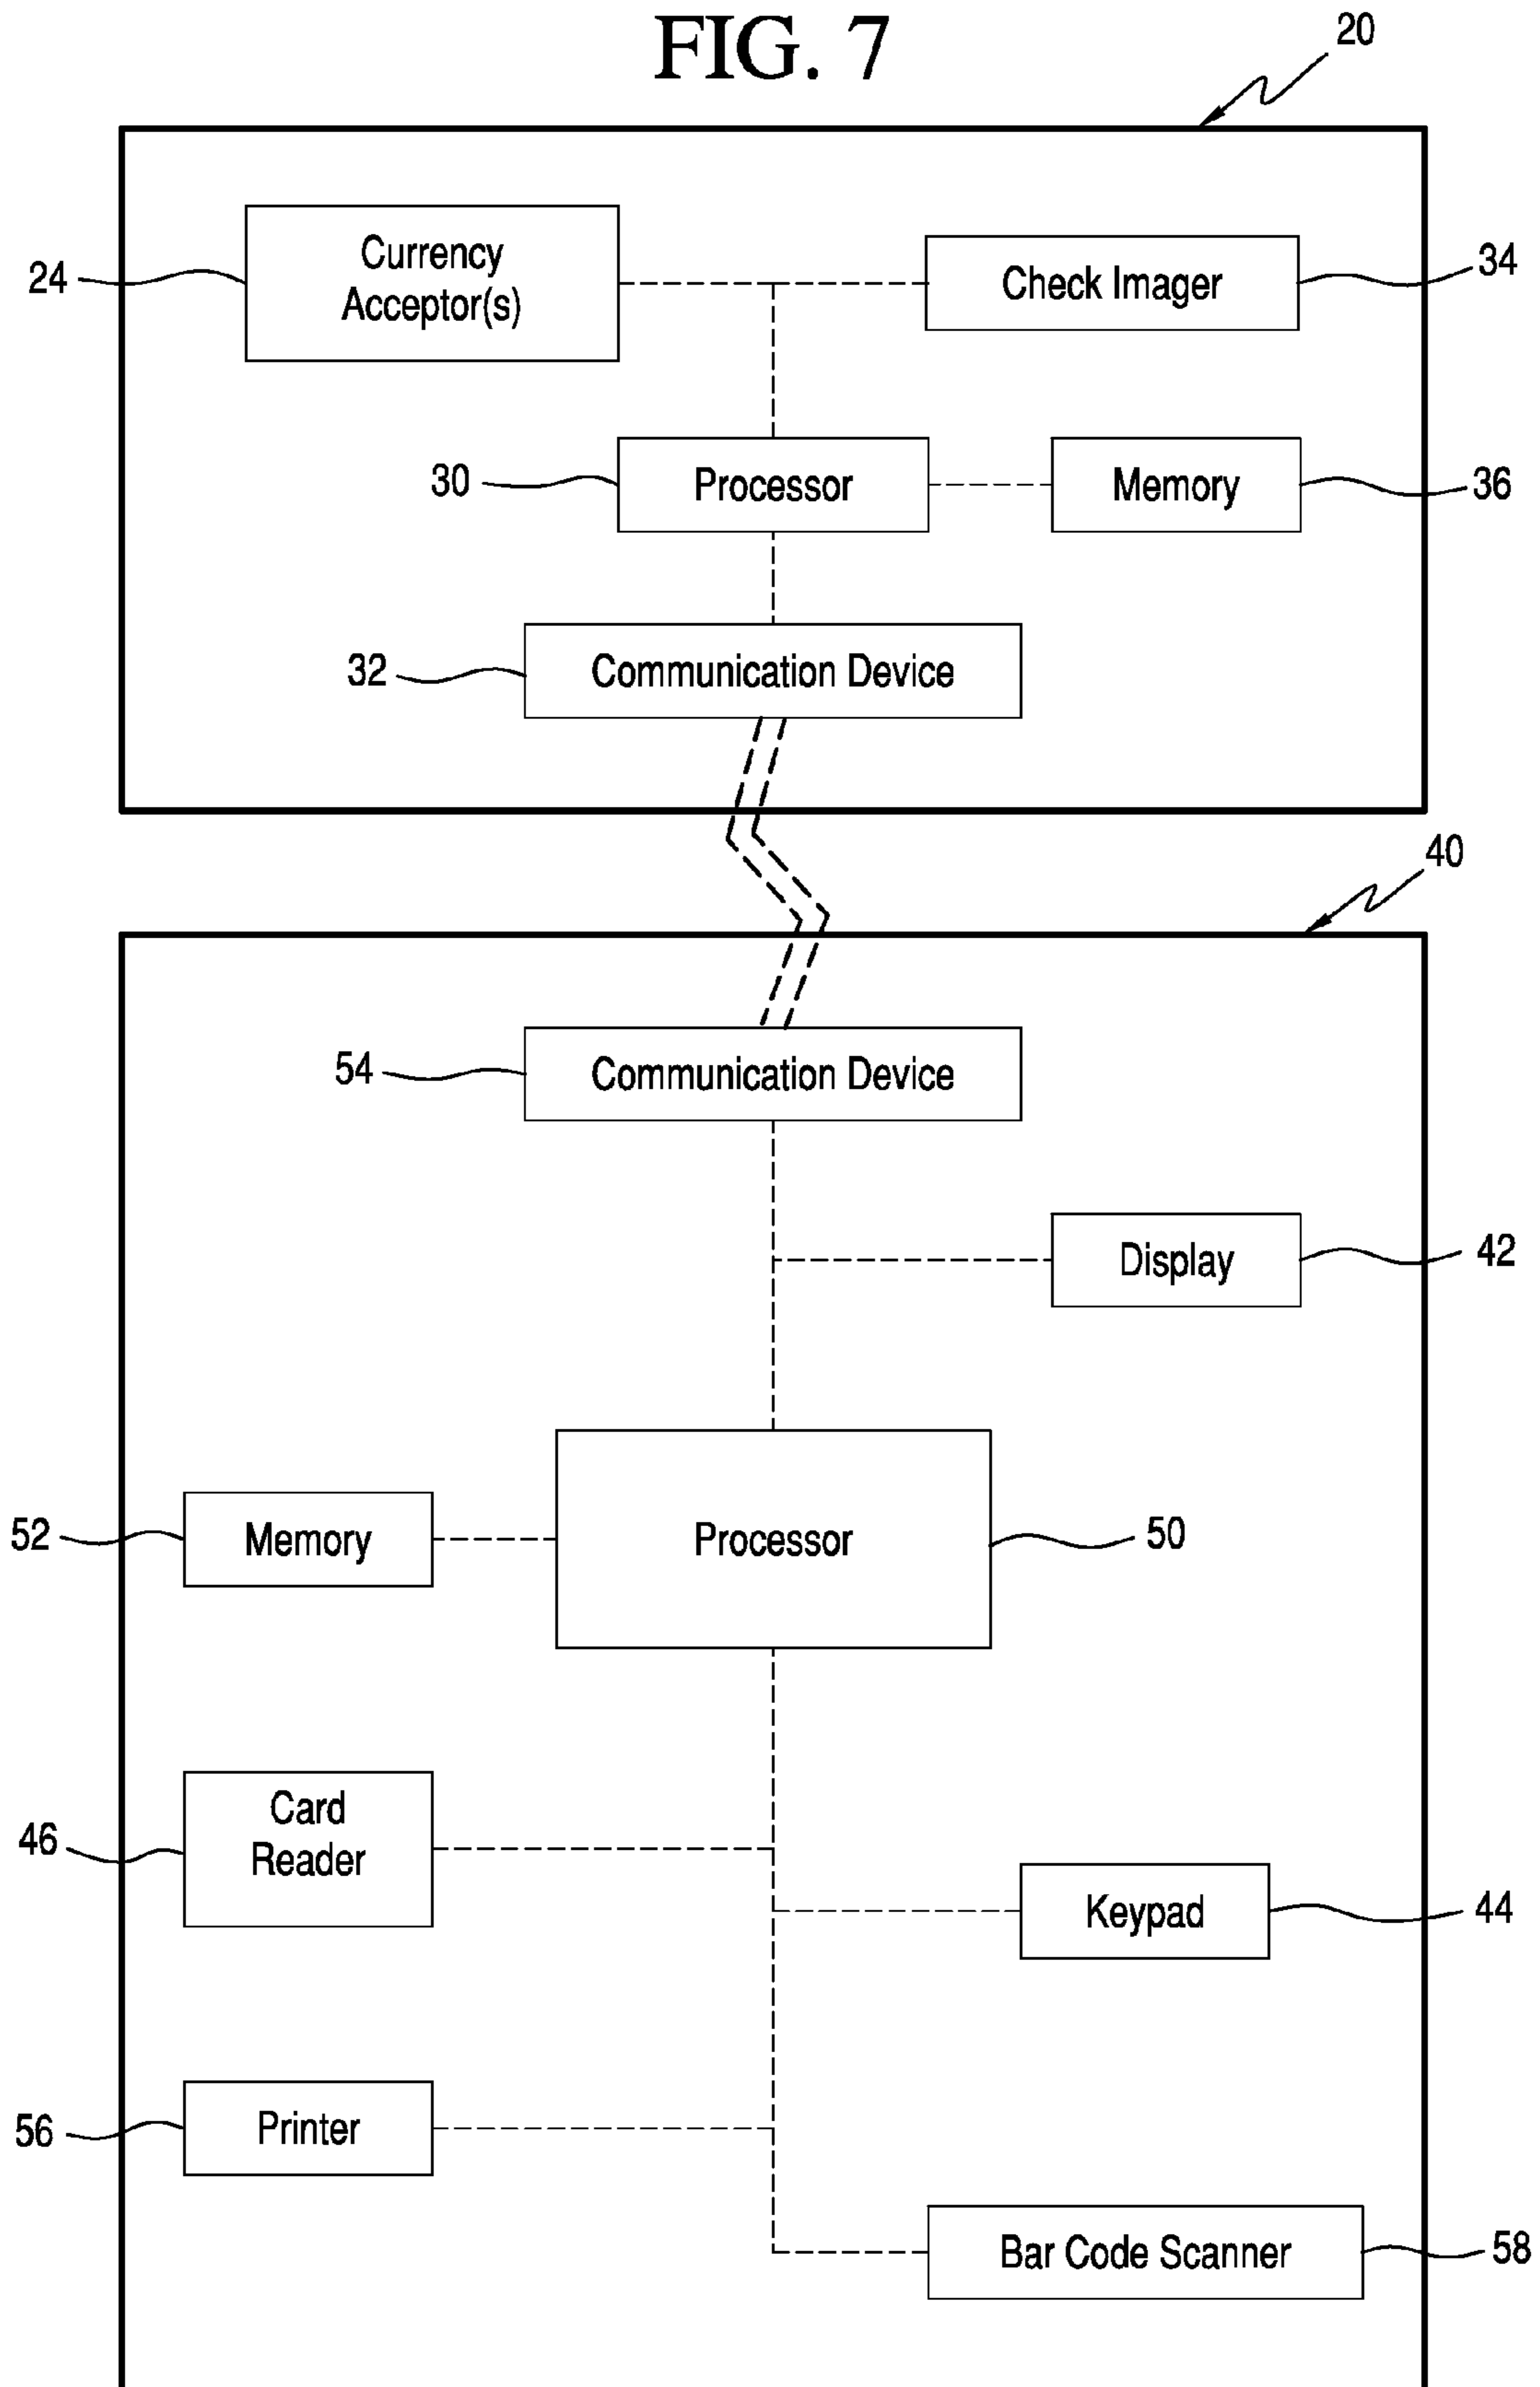 FIG. 7
20
Currency
Acceptor(s)
24
Check Imager
34
30
Processor
Memory
36
32
Communication Device
40
54
Communication Device
Display
42
52
Memory
Processor
50
Card
Reader
46
Keypad
44
56
Printer
Bar Code Scanner
58